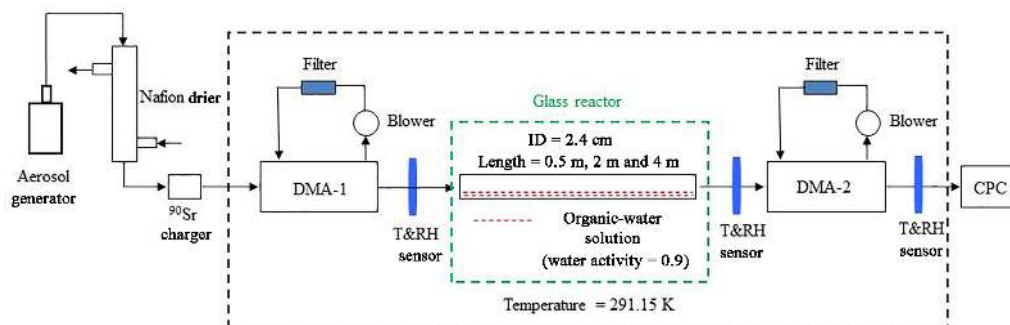 Aerosol
generator
Nafion drier
⁹⁰Sr
charger
Filter
Blower
DMA-1
T&RH
sensor
Glass reactor
ID = 2.4 cm
Length = 0.5 m, 2 m and 4 m
Organic-water
solution
(water activity = 0.9)
Temperature = 291.15 K
T&RH
sensor
Filter
Blower
DMA-2
T&RH
sensor
CPC